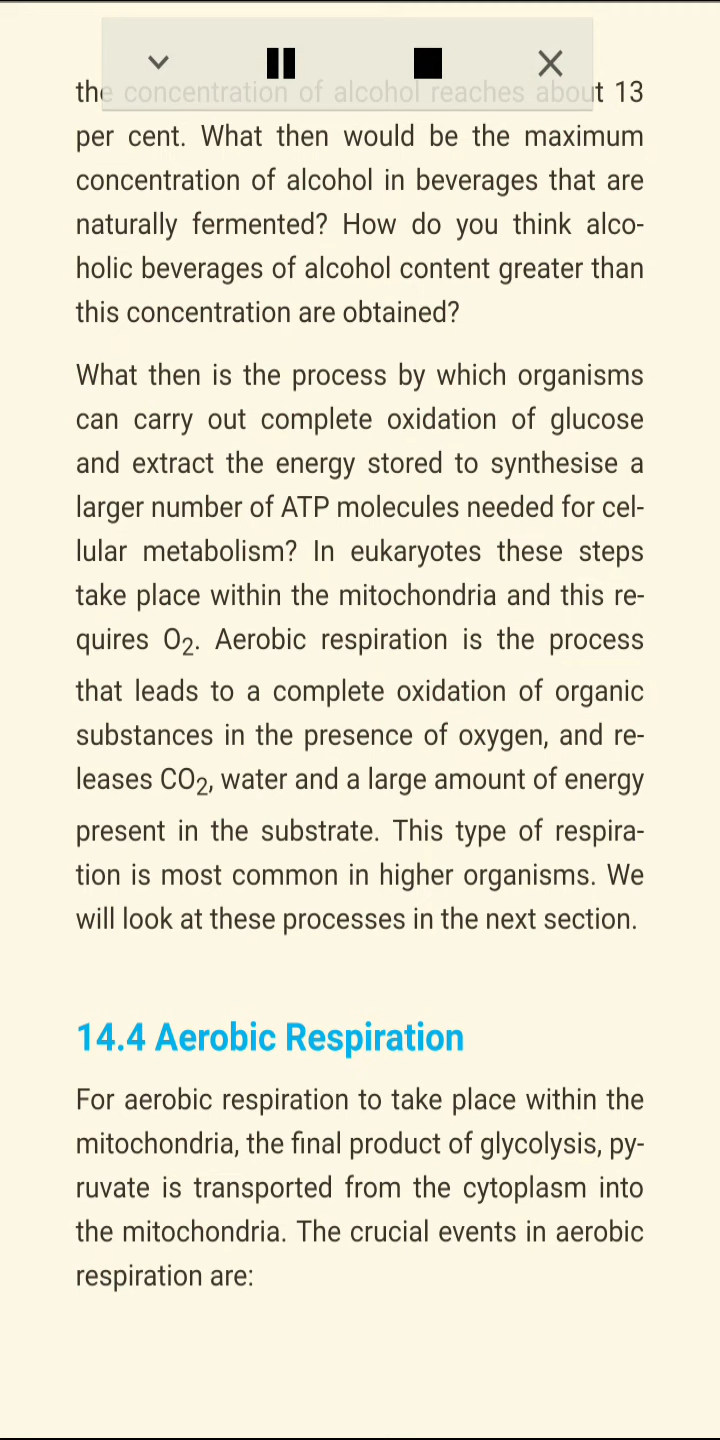 the concentration of alcohol reaches about 13
per cent. What then would be the maximum
concentration of alcohol in beverages that are
naturally fermented? How do you think alco-
holic beverages of alcohol content greater than
this concentration are obtained?
What then is the process by which organisms
can carry out complete oxidation of glucose
and extract the energy stored to synthesise a
larger number of ATP molecules needed for cel-
lular metabolism? In eukaryotes these steps
take place within the mitochondria and this re-
quires O₂. Aerobic respiration is the process
that leads to a complete oxidation of organic
substances in the presence of oxygen, and re-
leases CO₂, water and a large amount of energy
present in the substrate. This type of respira-
tion is most common in higher organisms. We
will look at these processes in the next section.
14.4 Aerobic Respiration
For aerobic respiration to take place within the
mitochondria, the final product of glycolysis, py-
ruvate is transported from the cytoplasm into
the mitochondria. The crucial events in aerobic
respiration are: